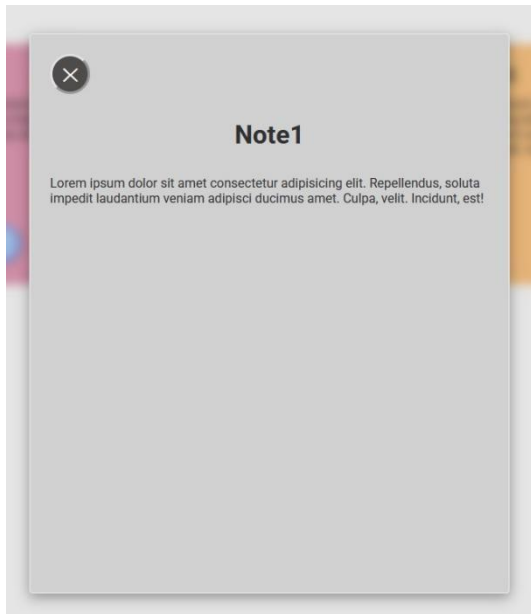 Note1
Lorem ipsum dolor sit amet consectetur adipisicing elit. Repellendus, soluta
impedit laudantium veniam adipisci ducimus amet. Culpa, velit. Incidunt, est!